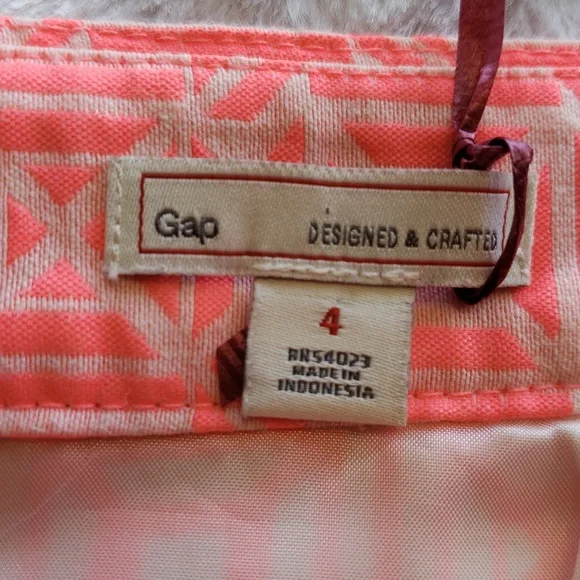 Gap DESIGNED & CRAFTED
4
RN54023
MADE IN
INDONESIA